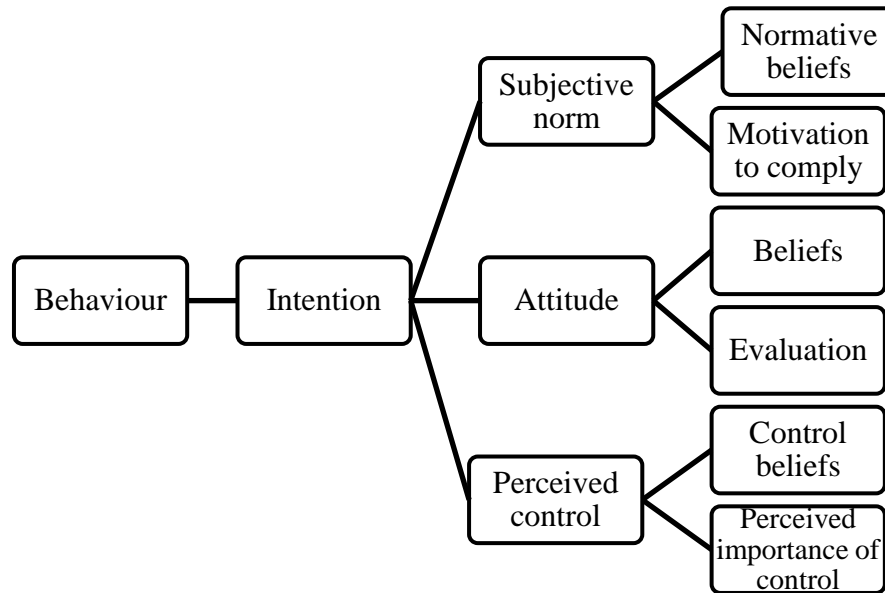 Behaviour
Intention
Subjective
norm
Attitude
Perceived
control
Normative
beliefs
Motivation
to comply
Beliefs
Evaluation
Control
beliefs
Perceived
importance of
control